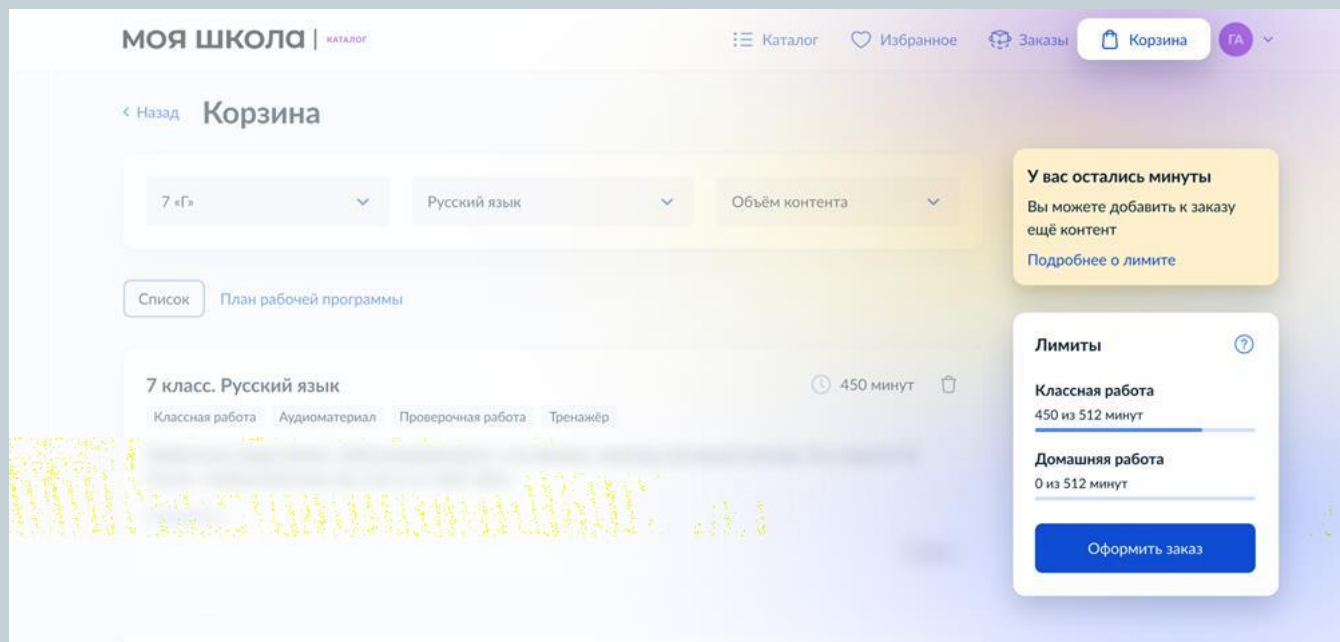 МОЯ ШКОЛА | КАТАЛОГ
Каталог
Избранное
Заказы
Корзина
ГА
Назад
Корзина
7 «Г»
Русский язык
Объём контента
У вас остались минуты
Вы можете добавить к заказу
ещё контент
Подробнее о лимите
Список
План рабочей программы
7 класс. Русский язык
450 минут
Классная работа
Аудиоматериал
Проверочная работа
Тренажёр
Лимиты
?
Классная работа
450 из 512 минут
Домашняя работа
0 из 512 минут
Оформить заказ